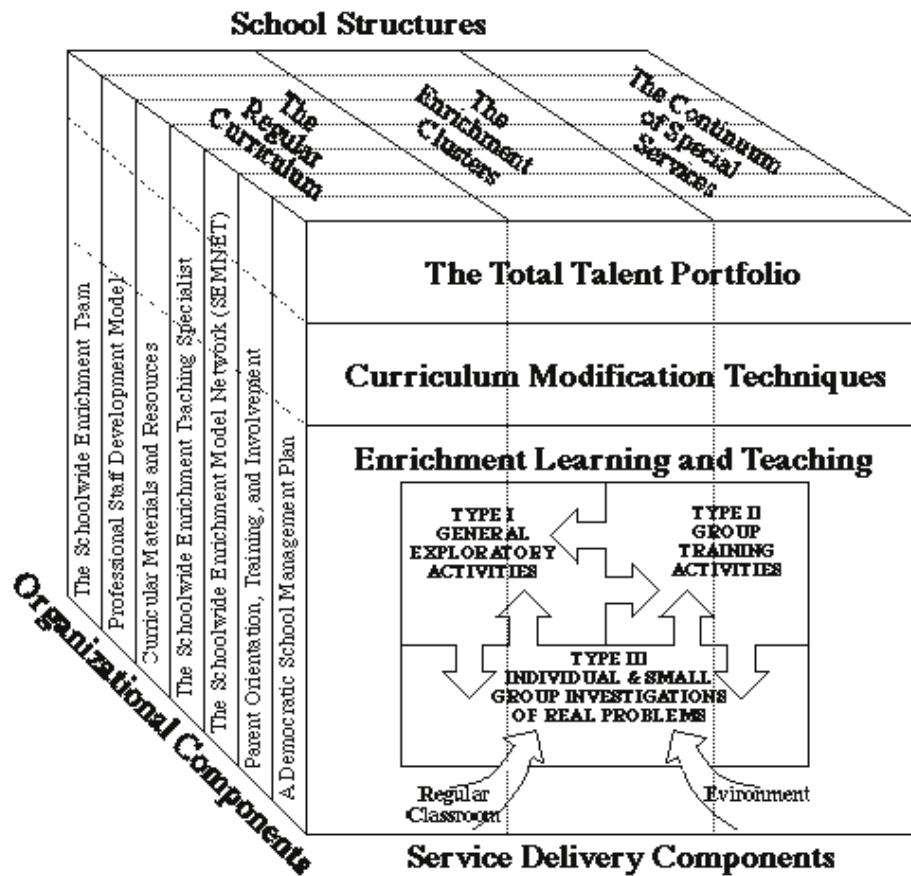 School Structures
The
Regular
Curriculum
The
Enrichment
Clusters
The Continuum
of Special
Services
The Total Talent Portfolio
Curriculum Modification Techniques
Enrichment Learning and Teaching
TYPE I
GENERAL
EXPLORATORY
ACTIVITIES
TYPE II
GROUP
TRAINING
ACTIVITIES
TYPE III
INDIVIDUAL & SMALL
GROUP INVESTIGATIONS
OF REAL PROBLEMS
Regular
Classroom
Evironment
Service Delivery Components
The Schoolwide Enrichment Team
Professional Staff Development Model
Curricular Materials and Resources
The Schoolwide Enrichment Teaching Specialist
The Schoolwide Enrichment Model Network (SEMNET)
Parent Orientation, Training, and Involvement
A Democratic School Management Plan
Organizational Components